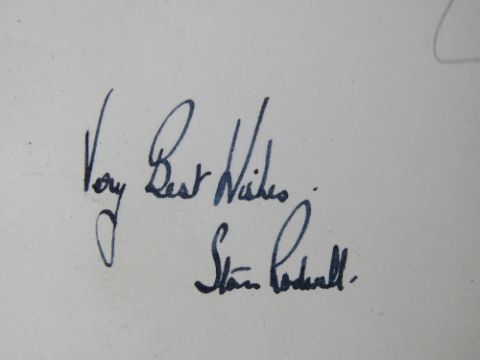 Very Best Wishes.
Stan Rodwell.